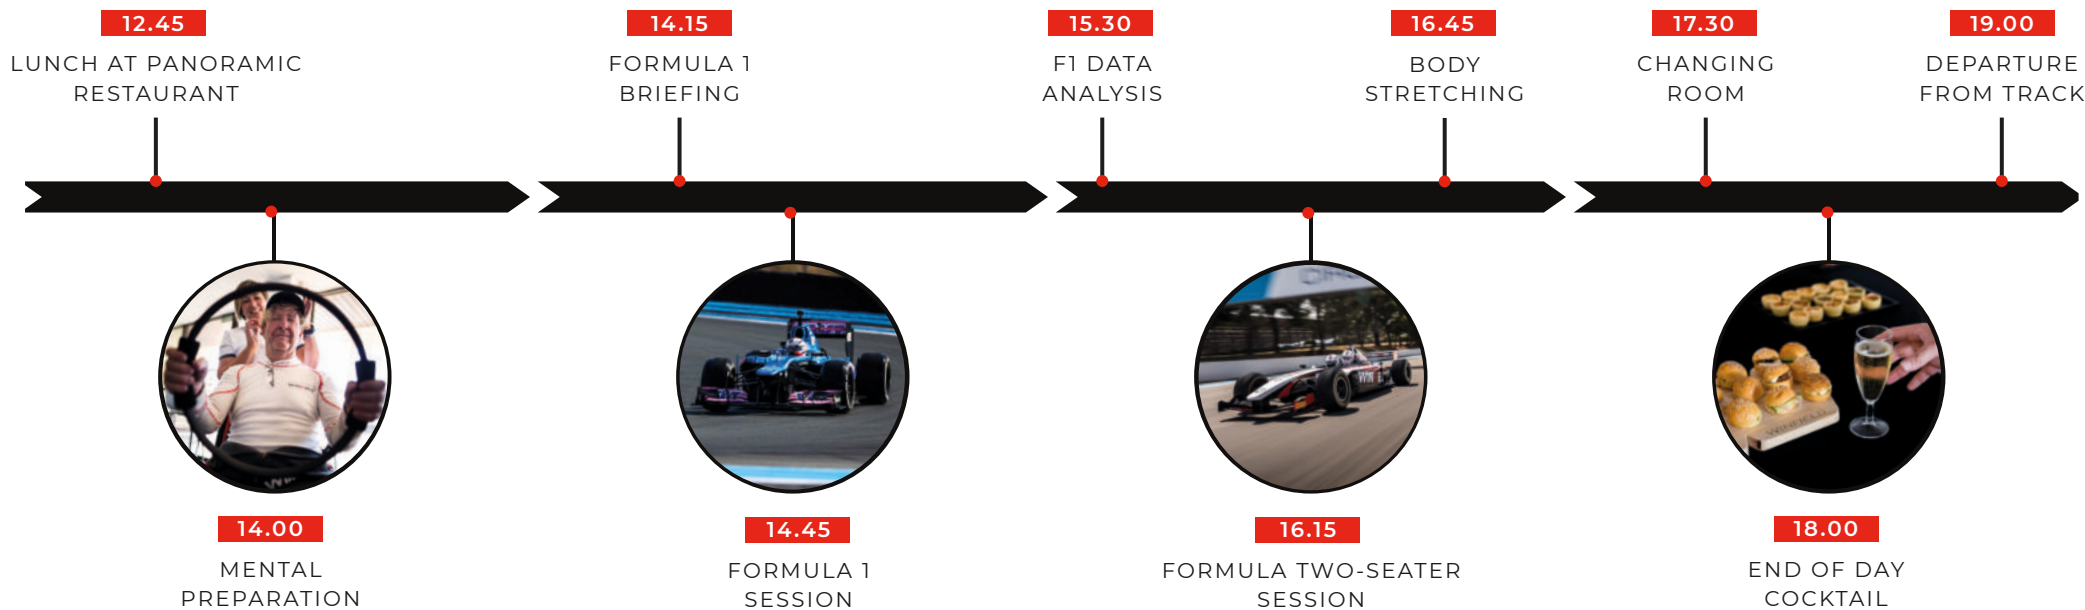 12.45
LUNCH AT PANORAMIC
RESTAURANT
14.00
MENTAL
PREPARATION
14.15
FORMULA 1
BRIEFING
14.45
FORMULA 1
SESSION
15.30
F1 DATA
ANALYSIS
16.15
FORMULA TWO-SEATER
SESSION
16.45
BODY
STRETCHING
17.30
CHANGING
ROOM
WINFIELD
18.00
END OF DAY
COCKTAIL
19.00
DEPARTURE
FROM TRACK